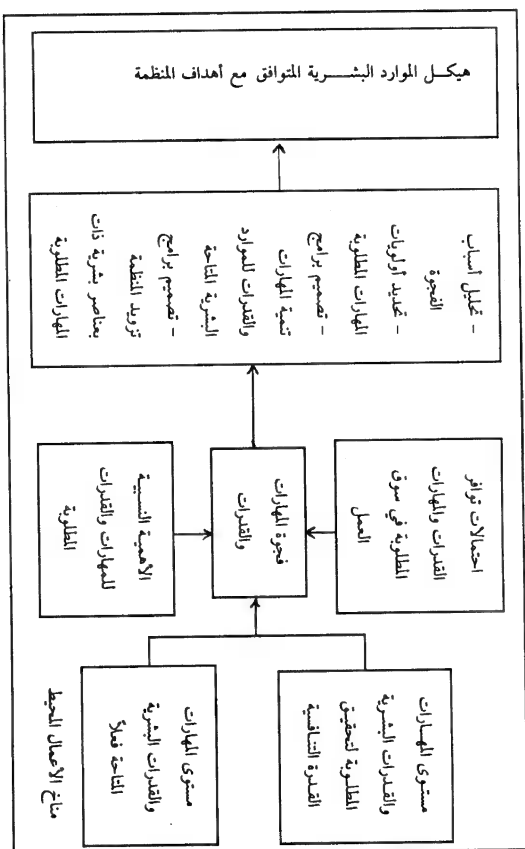 هيكل الموارد البشرية المتوافق مع أهداف المنظمة
- تحليل أسباب
الفجوة
- تحديد أولويات
المهارات المطلوبة
- تصميم برامج
تنمية المهارات
والقدرات للموارد
البشرية المتاحة
- تصميم برامج
تزويد المنظمة
بعناصر بشرية ذات
المهارات المطلوبة
احتمالات توافر
القدرات والمهارات
المطلوبة في سوق
العمل
فجوة المهارات
والقدرات
الأهمية النسبية
للمهارات والقدرات
المطلوبة
مستوى المهارات
والقدرات البشرية
المطلوبة لتحقيق
القدرة التنافسية
مستوى المهارات
والقدرات البشرية
المتاحة فعلاً
مناخ الأعمال المحيط